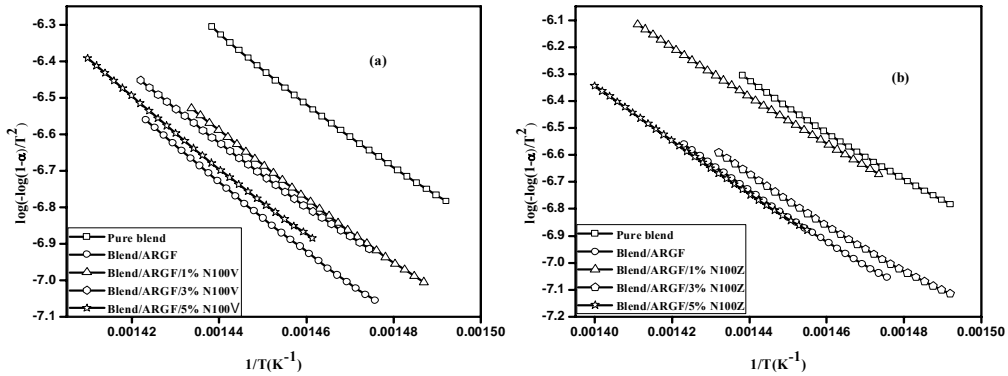 (a)
log(-log(1-α)/T²)
-6.3
-6.4
-6.5
-6.6
-6.7
-6.8
-6.9
-7.0
-7.1
Pure blend
Blend/ARGF
Blend/ARGF/1% N100V
Blend/ARGF/3% N100V
Blend/ARGF/5% N100V
0.00142 0.00144 0.00146 0.00148 0.00150
1/T(K⁻¹)
(b)
log(-log(1-α)/T²
-6.1
-6.2
-6.3
-6.4
-6.5
-6.6
-6.7
-6.8
-6.9
-7.0
-7.1
-7.2
Pure blend
Blend/ARGF
Blend/ARGF/1% N100Z
Blend/ARGF/3% N100Z
Blend/ARGF/5% N100Z
0.00140 0.00142 0.00144 0.00146 0.00148 0.00150
1/T(K⁻¹)